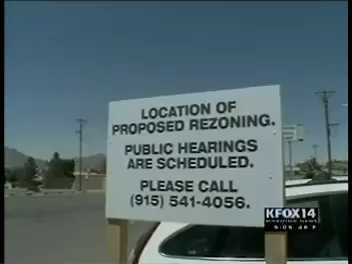 LOCATION OF
PROPOSED REZONING.
PUBLIC HEARINGS
ARE SCHEDULED.
PLEASE CALL
(915) 541-4056.
KFOX14